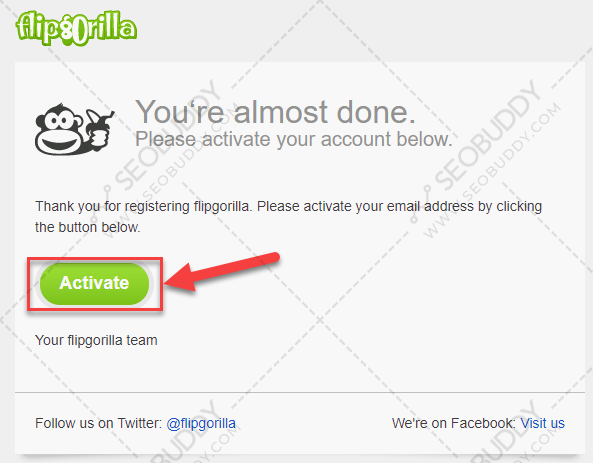 flipgorilla
You're almost done.
Please activate your account below.
Thank you for registering flipgorilla. Please activate your email address by clicking
the button below.
Activate
Your flipgorilla team
Follow us on Twitter: @flipgorilla We're on Facebook: Visit us
SEOBUDDY
WWW.SEOBUDDY.COM
SEOBUDDY
WWW.SEOBUDDY.COM
SEOBUDDY